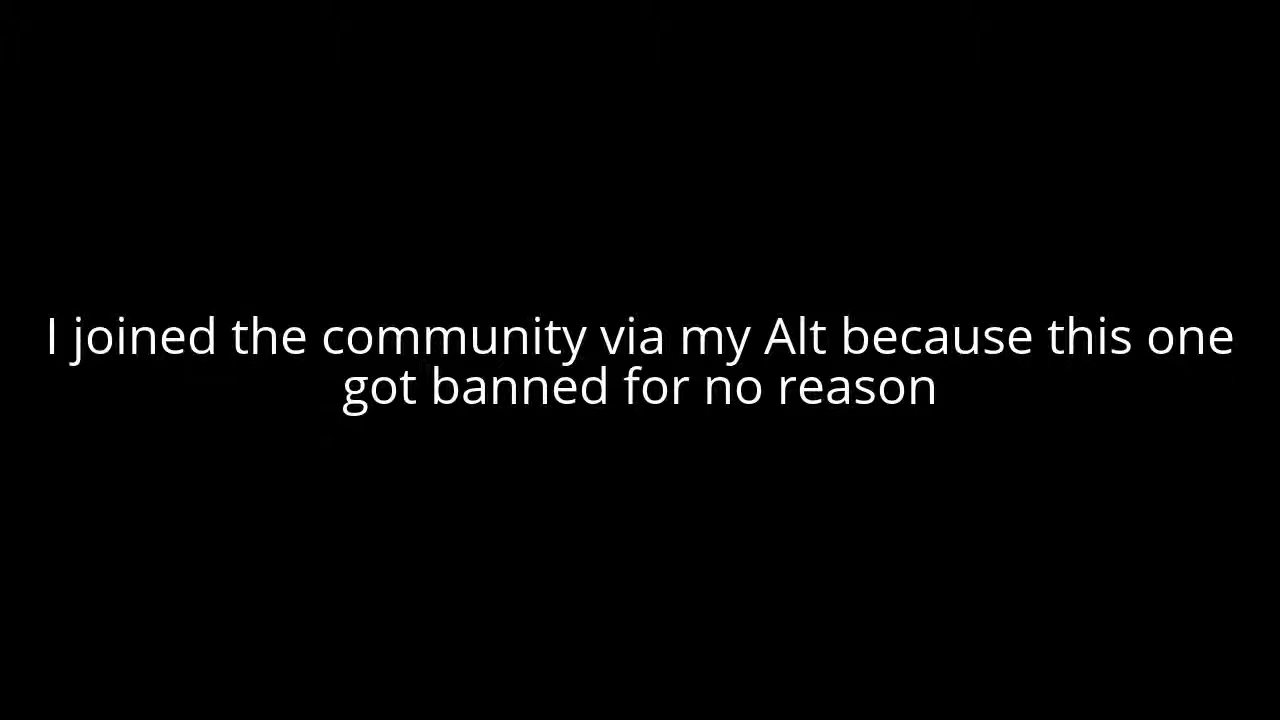 I joined the community via my Alt because this one
got banned for no reason